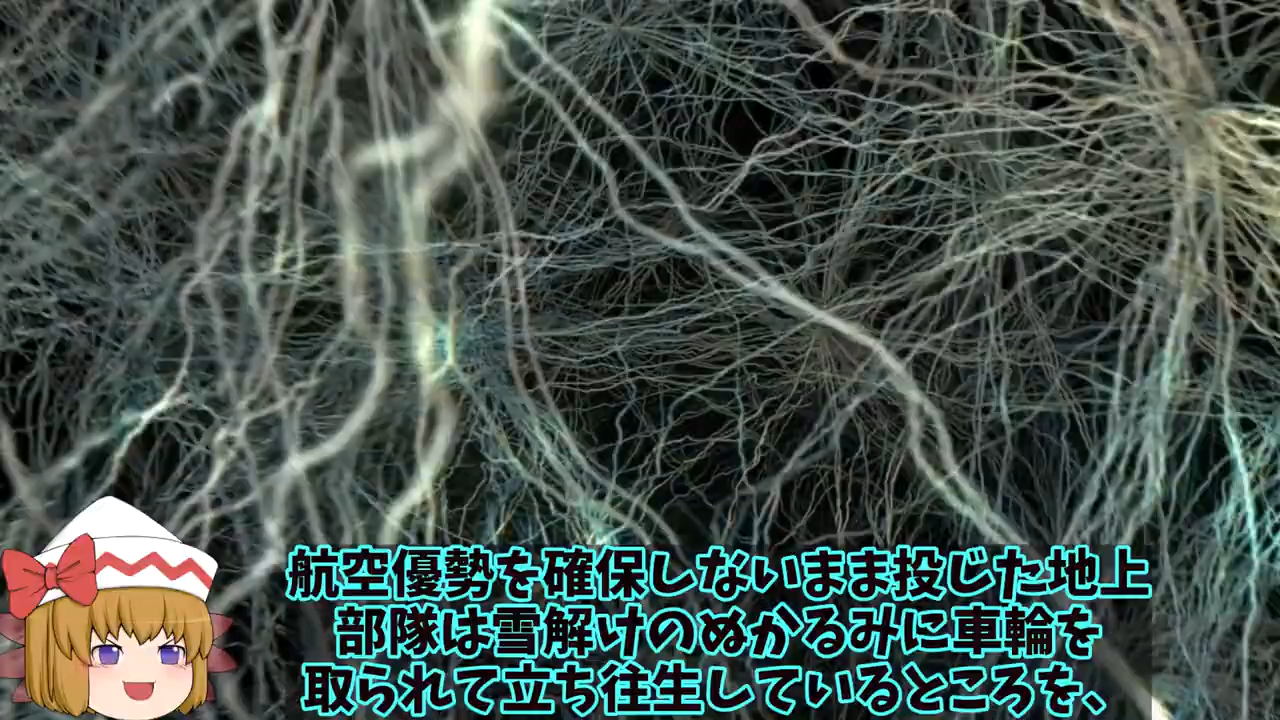 航空優勢を確保しないまま投じた地上
部隊は雪解けのぬかるみに車輪を
取られて立ち往生しているところを、